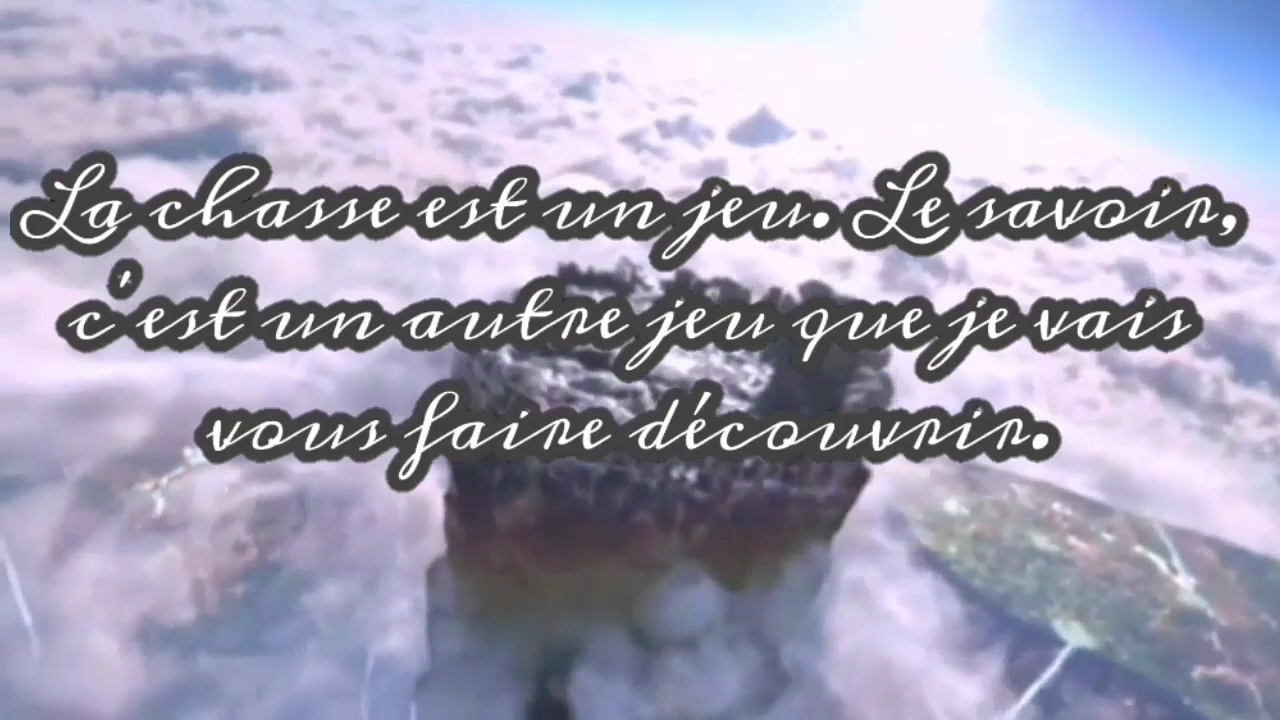 La chasse est un jeu. Le savoir,
c'est un autre jeu que je vais
vous faire découvrir.